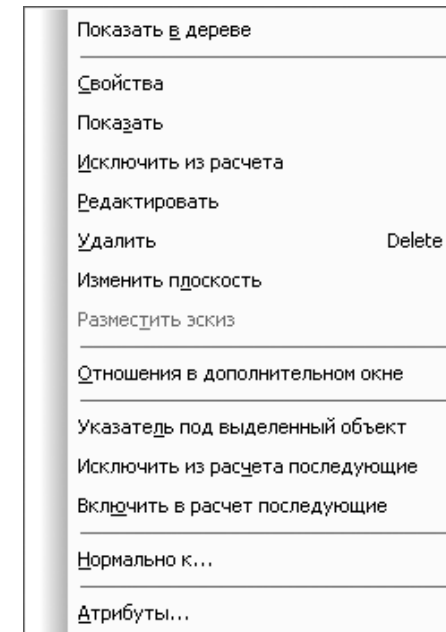 Показать в дереве
Свойства
Показать
Исключить из расчета
Редактировать
Удалить Delete
Изменить плоскость
Разместить эскиз
Отношения в дополнительном окне
Указатель под выделенный объект
Исключить из расчета последующие
Включить в расчет последующие
Нормально к...
Атрибуты...